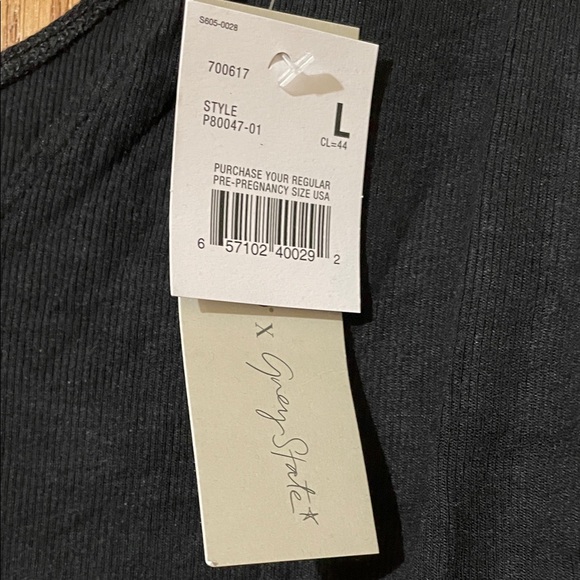 S605-0028
700617
STYLE
P80047-01
L
CL=44
PURCHASE YOUR REGULAR
PRE-PREGNANCY SIZE USA
6 57102 40029 2
X Grey State